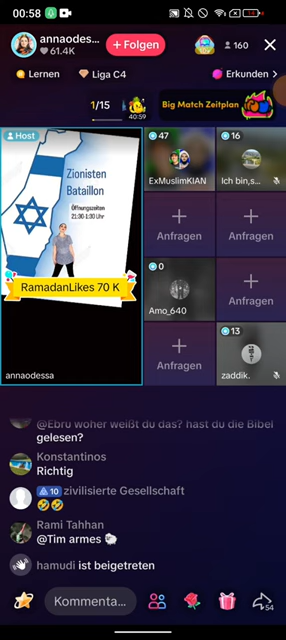 00:58
annaodes...
61.4K
+ Folgen
160
Lernen
Liga C4
Erkunden >
1/15
40:59
Big Match Zeitplan
Host
Zionisten
Bataillon
Öffnungszeiten
21:30-1:30 Uhr
RamadanLikes 70 K
annaodessa
47
ExMuslimKIAN
16
Ich bin,s...
Anfragen
Anfragen
0
Amo_640
Anfragen
Anfragen
13
zaddik.
@Ebru woher weißt du das? hast du die Bibel
gelesen?
Konstantinos
Richtig
10 zivilisierte Gesellschaft
🤣🤣
Rami Tahhan
@Tim armes 🐑
hamudi ist beigetreten
Kommenta...
54